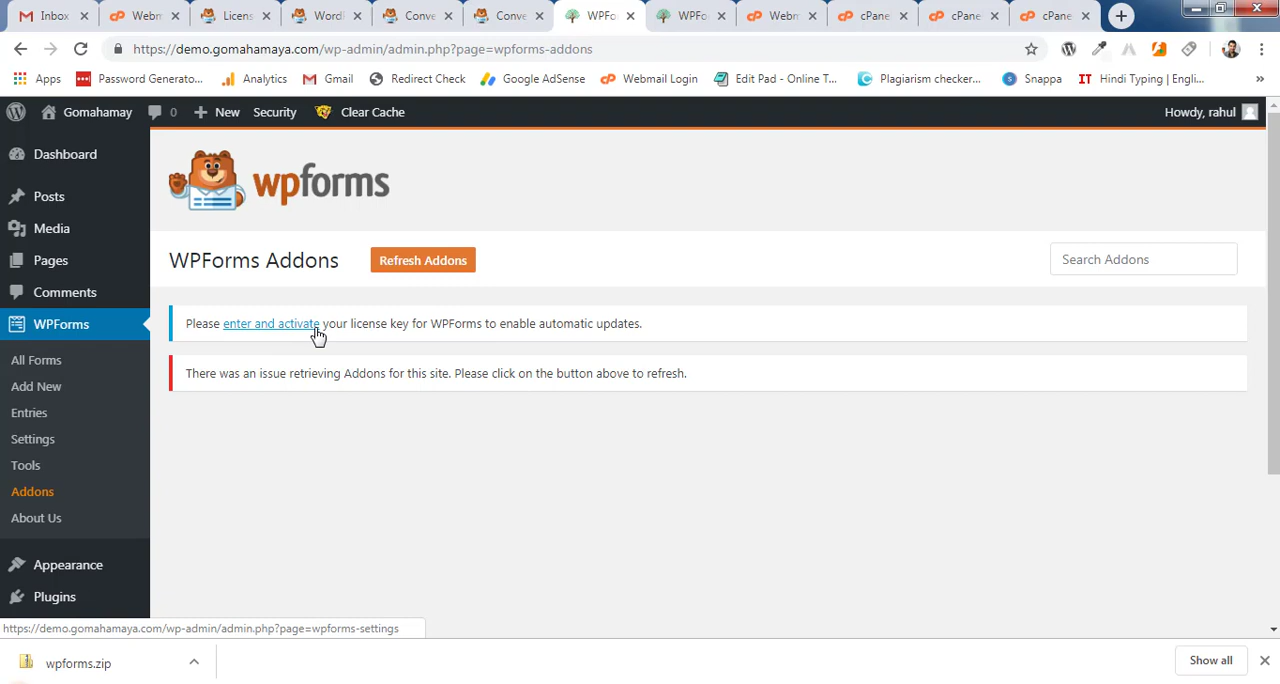 Inbox
Webm
Licens
Wordi
Conve
Conve
WPFo
WPFo
Webm
cPane
cPane
cPane
https://demo.gomahamaya.com/wp-admin/admin.php?page=wpforms-addons
Apps
Password Generato...
Analytics
Gmail
Redirect Check
Google AdSense
Webmail Login
Edit Pad - Online T...
Plagiarism checker...
Snappa
Hindi Typing | Engli...
Gomahamay
0
New
Security
Clear Cache
Howdy, rahul
Dashboard
Posts
Media
Pages
Comments
WPForms
All Forms
Add New
Entries
Settings
Tools
Addons
About Us
Appearance
Plugins
wpforms
WPForms Addons
Refresh Addons
Search Addons
Please enter and activate your license key for WPForms to enable automatic updates.
There was an issue retrieving Addons for this site. Please click on the button above to refresh.
https://demo.gomahamaya.com/wp-admin/admin.php?page=wpforms-settings
wpforms.zip
Show all